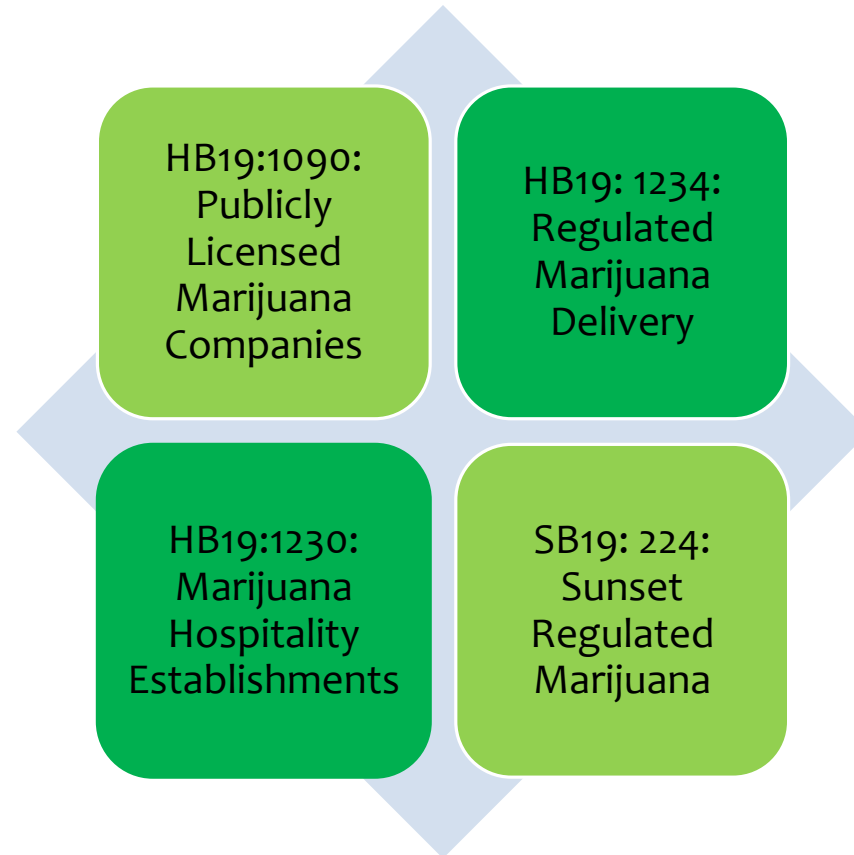 HB19:1090:
Publicly
Licensed
Marijuana
Companies
HB19: 1234:
Regulated
Marijuana
Delivery
HB19:1230:
Marijuana
Hospitality
Establishments
SB19: 224:
Sunset
Regulated
Marijuana